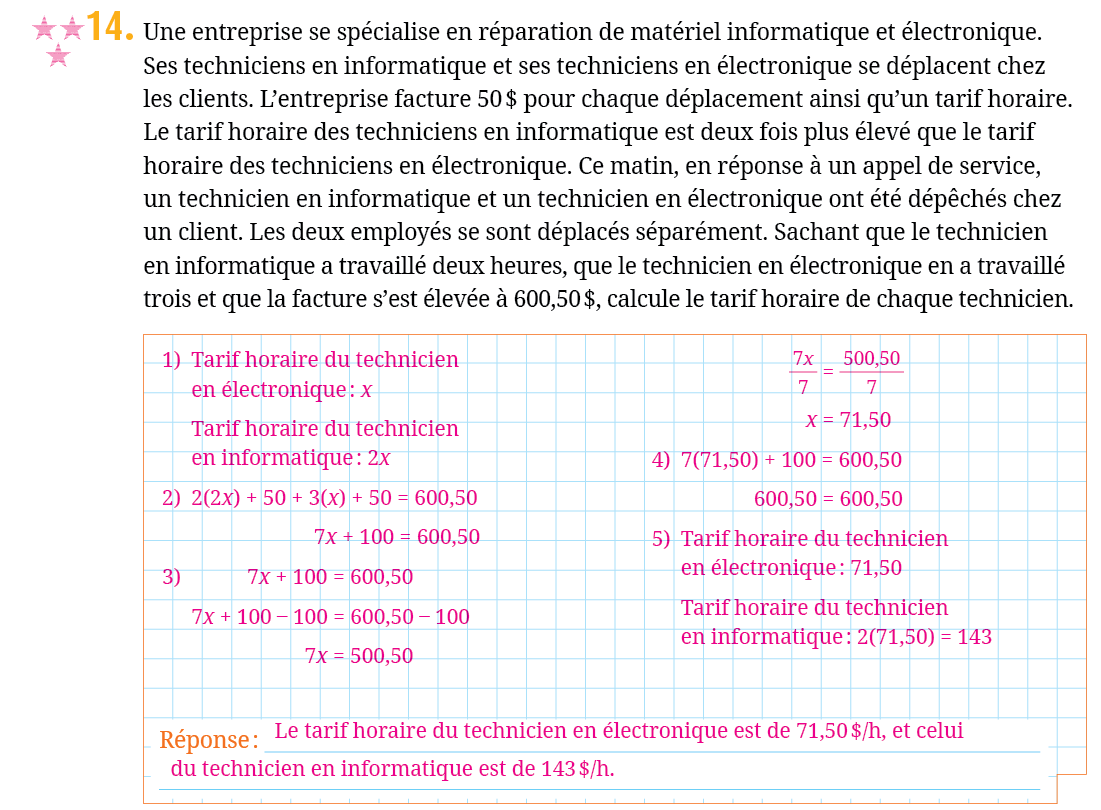 14. Une entreprise se spécialise en réparation de matériel informatique et électronique.
Ses techniciens en informatique et ses techniciens en électronique se déplacent chez
les clients. L’entreprise facture 50 $ pour chaque déplacement ainsi qu’un tarif horaire.
Le tarif horaire des techniciens en informatique est deux fois plus élevé que le tarif
horaire des techniciens en électronique. Ce matin, en réponse à un appel de service,
un technicien en informatique et un technicien en électronique ont été dépêchés chez
un client. Les deux employés se sont déplacés séparément. Sachant que le technicien
en informatique a travaillé deux heures, que le technicien en électronique en a travaillé
trois et que la facture s’est élevée à 600,50 $, calcule le tarif horaire de chaque technicien.
1) Tarif horaire du technicien
en électronique : x
Tarif horaire du technicien
en informatique : 2x
2) 2(2x) + 50 + 3(x) + 50 = 600,50
7x + 100 = 600,50
3) 7x + 100 = 600,50
7x + 100 – 100 = 600,50 – 100
7x = 500,50
7x/7 = 500,50/7
x = 71,50
4) 7(71,50) + 100 = 600,50
600,50 = 600,50
5) Tarif horaire du technicien
en électronique : 71,50
Tarif horaire du technicien
en informatique : 2(71,50) = 143
Réponse : Le tarif horaire du technicien en électronique est de 71,50 $/h, et celui
du technicien en informatique est de 143 $/h.